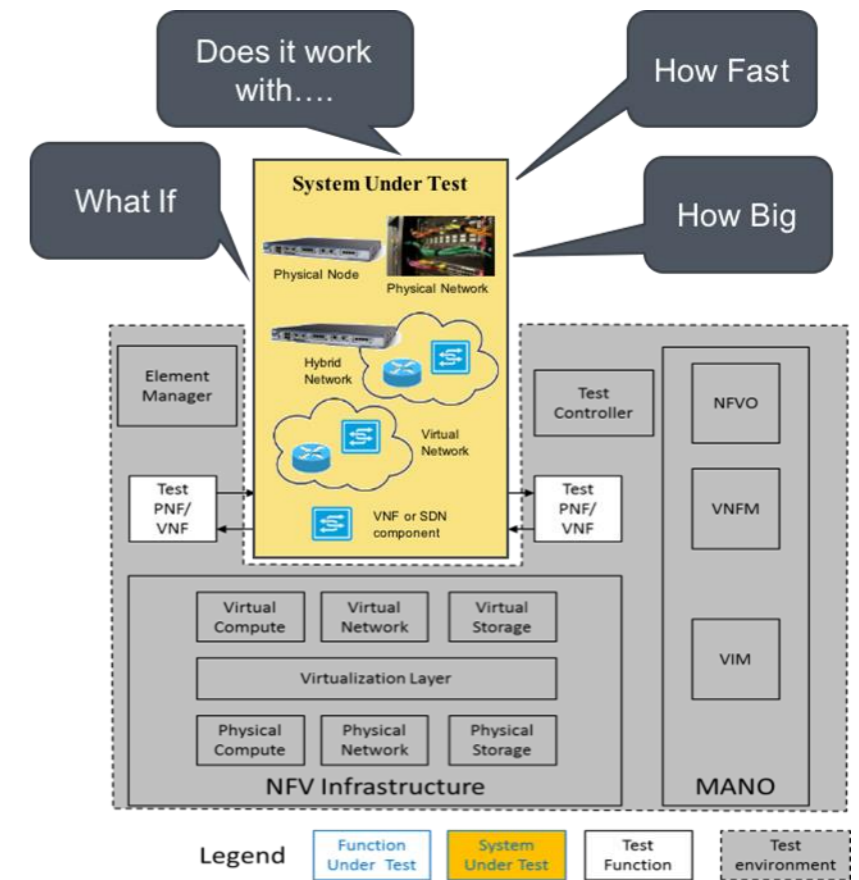 Does it work
with....
How Fast
What If
How Big
System Under Test
Physical Node
Physical Network
Hybrid
Network
Virtual
Network
VNF or SDN
component
Element
Manager
Test
Controller
Test
PNF/
VNF
Test
PNF/
VNF
NFVO
VNFM
VIM
MANO
Virtual
Compute
Virtual
Network
Virtual
Storage
Virtualization Layer
Physical
Compute
Physical
Network
Physical
Storage
NFV Infrastructure
Legend
Function
Under Test
System
Under Test
Test
Function
Test
environment